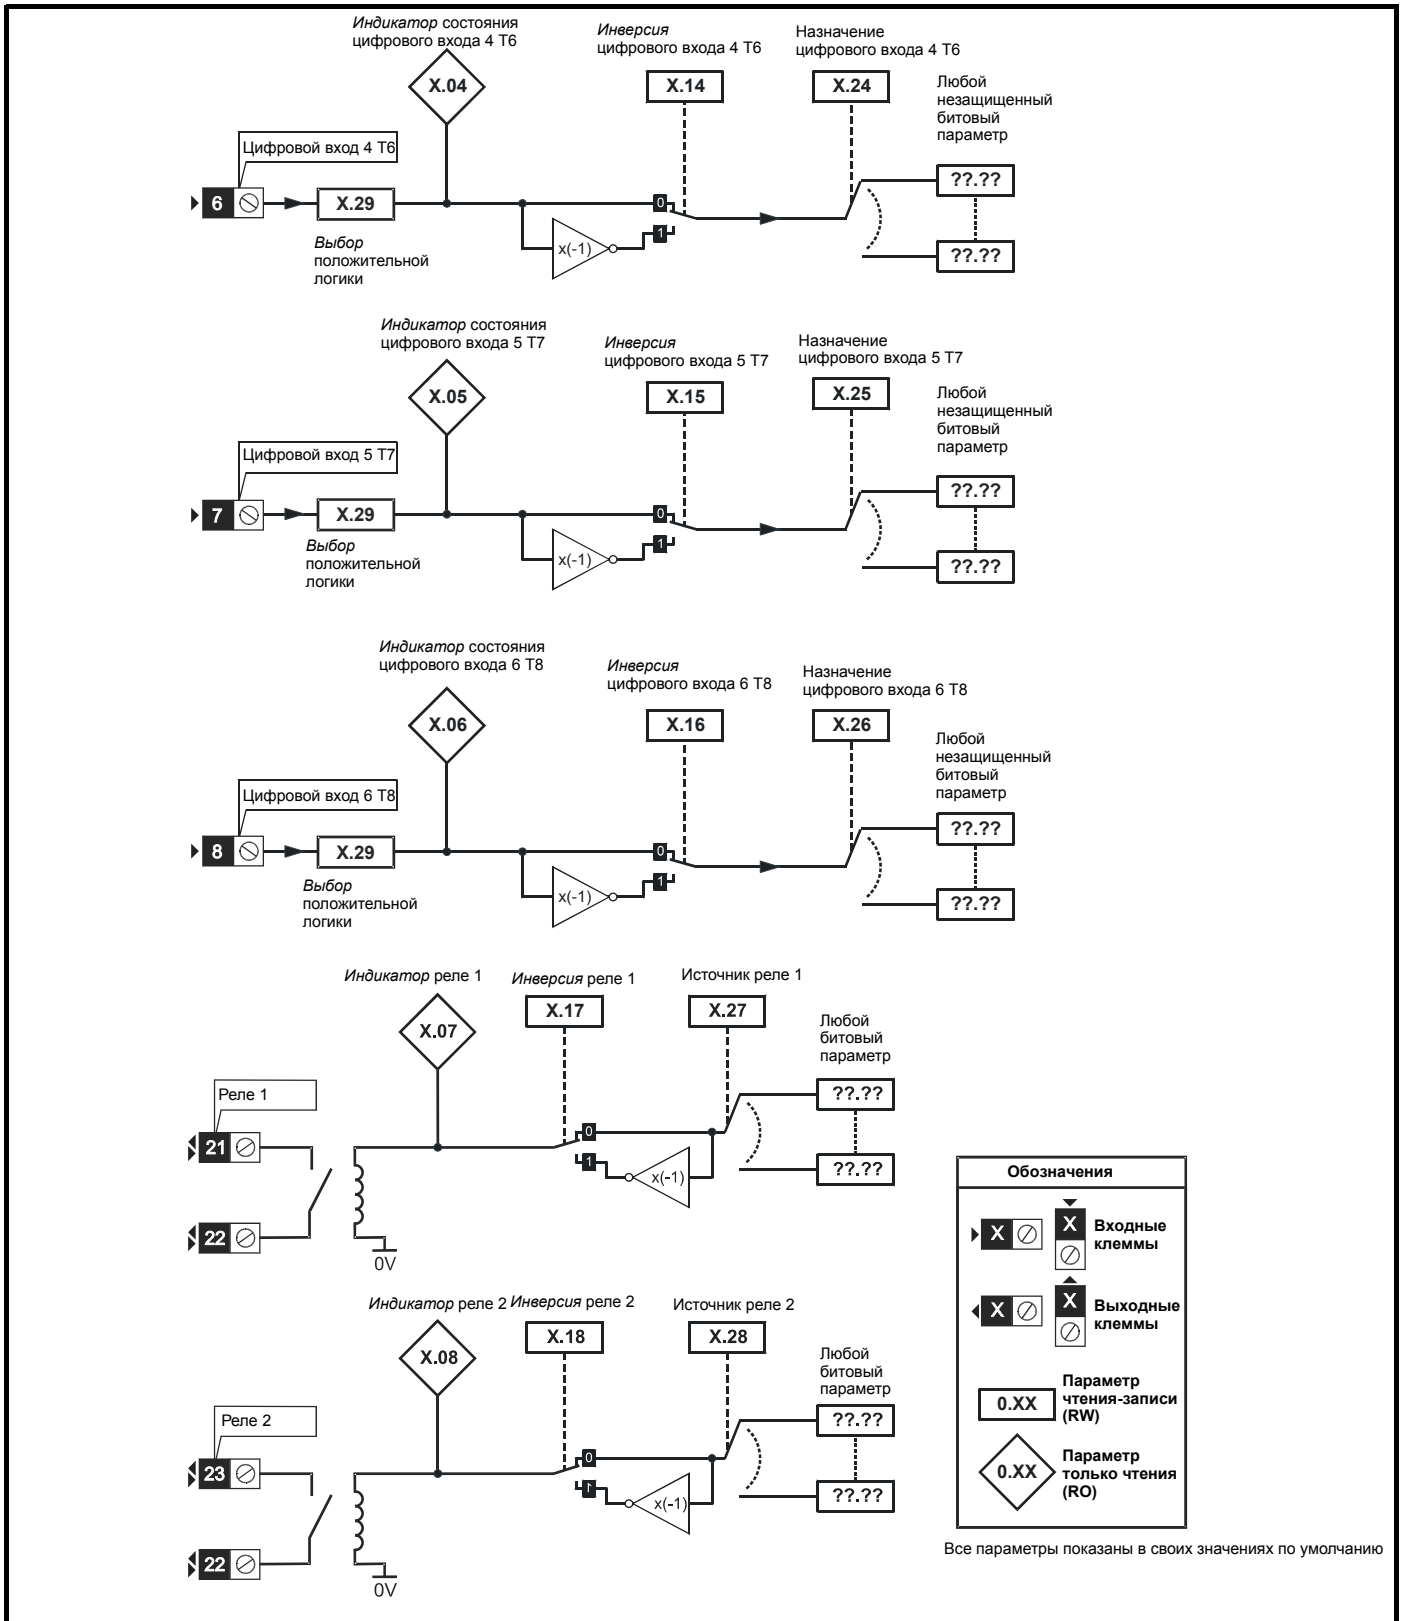 Индикатор состояния
цифрового входа 4 T6
Инверсия
цифрового входа 4 T6
Назначение
цифрового входа 4 T6
X.04
X.14
X.24
Любой
незащищенный
битовый
параметр
Цифровой вход 4 T6
6
X.29
0
1
x(-1)
??.??
??.??
Выбор
положительной
логики
Индикатор состояния
цифрового входа 5 T7
Инверсия
цифрового входа 5 T7
Назначение
цифрового входа 5 T7
X.05
X.15
X.25
Любой
незащищенный
битовый
параметр
Цифровой вход 5 T7
7
X.29
0
1
x(-1)
??.??
??.??
Выбор
положительной
логики
Индикатор состояния
цифрового входа 6 T8
Инверсия
цифрового входа 6 T8
Назначение
цифрового входа 6 T8
X.06
X.16
X.26
Любой
незащищенный
битовый
параметр
Цифровой вход 6 T8
8
X.29
0
1
x(-1)
??.??
??.??
Выбор
положительной
логики
Индикатор реле 1
Инверсия реле 1
Источник реле 1
X.07
X.17
X.27
Любой
битовый
параметр
Реле 1
21
22
0V
0
1
x(-1)
??.??
??.??
Индикатор реле 2
Инверсия реле 2
Источник реле 2
X.08
X.18
X.28
Любой
битовый
параметр
Реле 2
23
22
0V
0
1
x(-1)
??.??
??.??
Обозначения
X
X
Входные
клеммы
X
X
Выходные
клеммы
0.XX
Параметр
чтения-записи
(RW)
0.XX
Параметр
только чтения
(RO)
Все параметры показаны в своих значениях по умолчанию